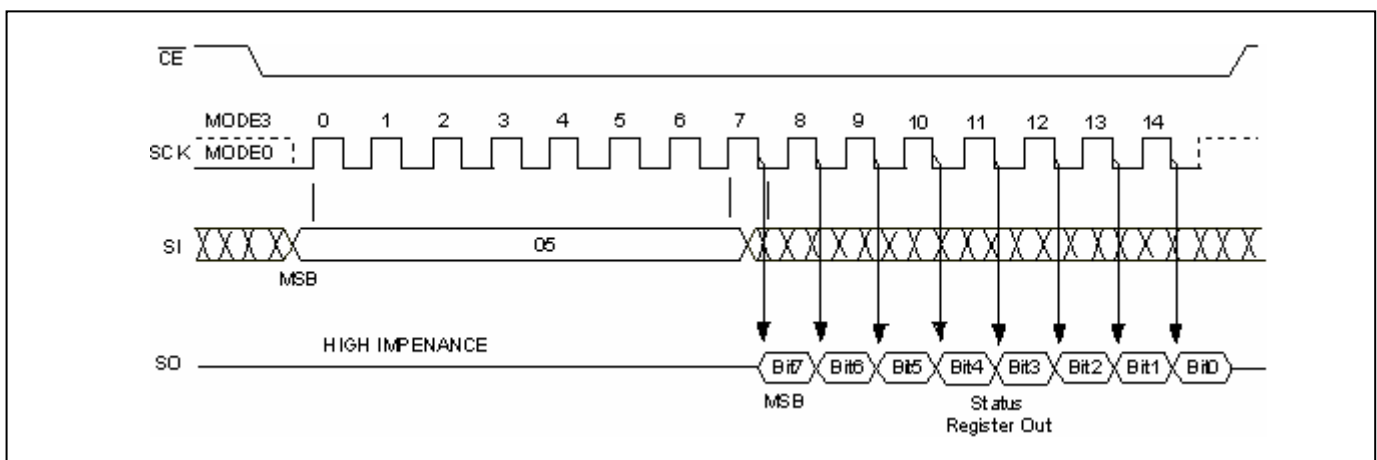 CE
MODE3 0 1 2 3 4 5 6 7 8 9 10 11 12 13 14
SCK MODE0
SI 05
MSB
HIGH IMPENANCE
SO Bit7 Bit6 Bit5 Bit4 Bit3 Bit2 Bit1 Bit0
MSB Status
Register Out